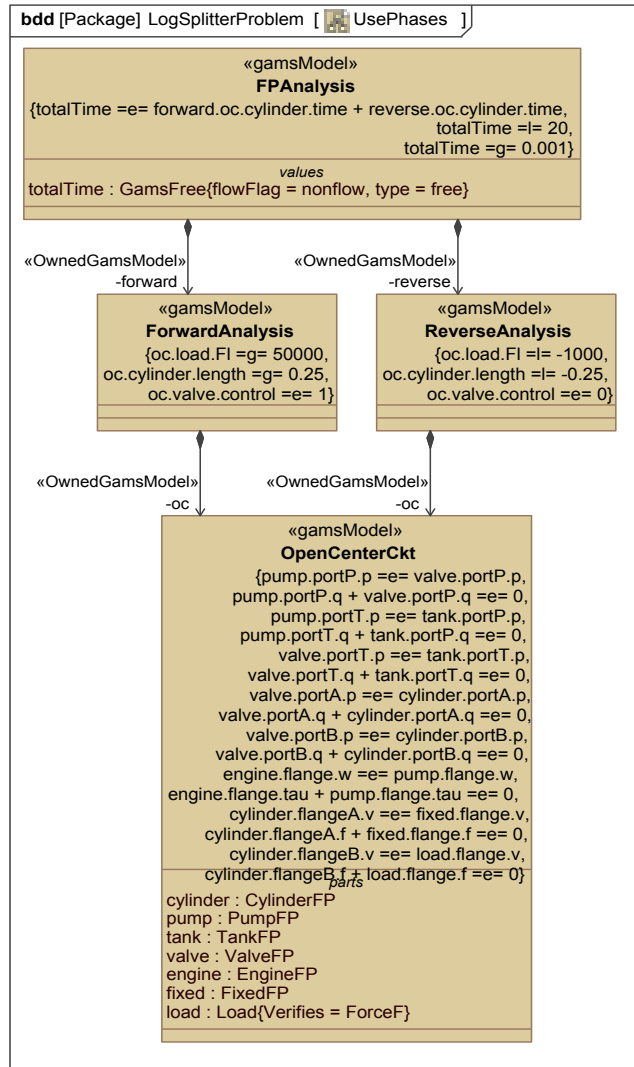 bdd [Package] LogSplitterProblem [ UsePhases ]
«gamsModel»
FPAnalysis
{totalTime =e= forward.oc.cylinder.time + reverse.oc.cylinder.time,
totalTime =l= 20,
totalTime =g= 0.001}
values
totalTime : GamsFree{flowFlag = nonflow, type = free}
«OwnedGamsModel»
-forward
«OwnedGamsModel»
-reverse
«gamsModel»
ForwardAnalysis
{oc.load.Fl =g= 50000,
oc.cylinder.length =g= 0.25,
oc.valve.control =e= 1}
«gamsModel»
ReverseAnalysis
{oc.load.Fl =l= -1000,
oc.cylinder.length =l= -0.25,
oc.valve.control =e= 0}
«OwnedGamsModel»
-oc
«OwnedGamsModel»
-oc
«gamsModel»
OpenCenterCkt
{pump.portP.p =e= valve.portP.p,
pump.portP.q + valve.portP.q =e= 0,
pump.portT.p =e= tank.portP.p,
pump.portT.q + tank.portP.q =e= 0,
valve.portT.p =e= tank.portT.p,
valve.portT.q + tank.portT.q =e= 0,
valve.portA.p =e= cylinder.portA.p,
valve.portA.q + cylinder.portA.q =e= 0,
valve.portB.p =e= cylinder.portB.p,
valve.portB.q + cylinder.portB.q =e= 0,
engine.flange.w =e= pump.flange.w,
engine.flange.tau + pump.flange.tau =e= 0,
cylinder.flangeA.v =e= fixed.flange.v,
cylinder.flangeA.f + fixed.flange.f =e= 0,
cylinder.flangeB.v =e= load.flange.v,
cylinder.flangeB.f + load.flange.f =e= 0}
parts
cylinder : CylinderFP
pump : PumpFP
tank : TankFP
valve : ValveFP
engine : EngineFP
fixed : FixedFP
load : Load{Verifies = ForceF}